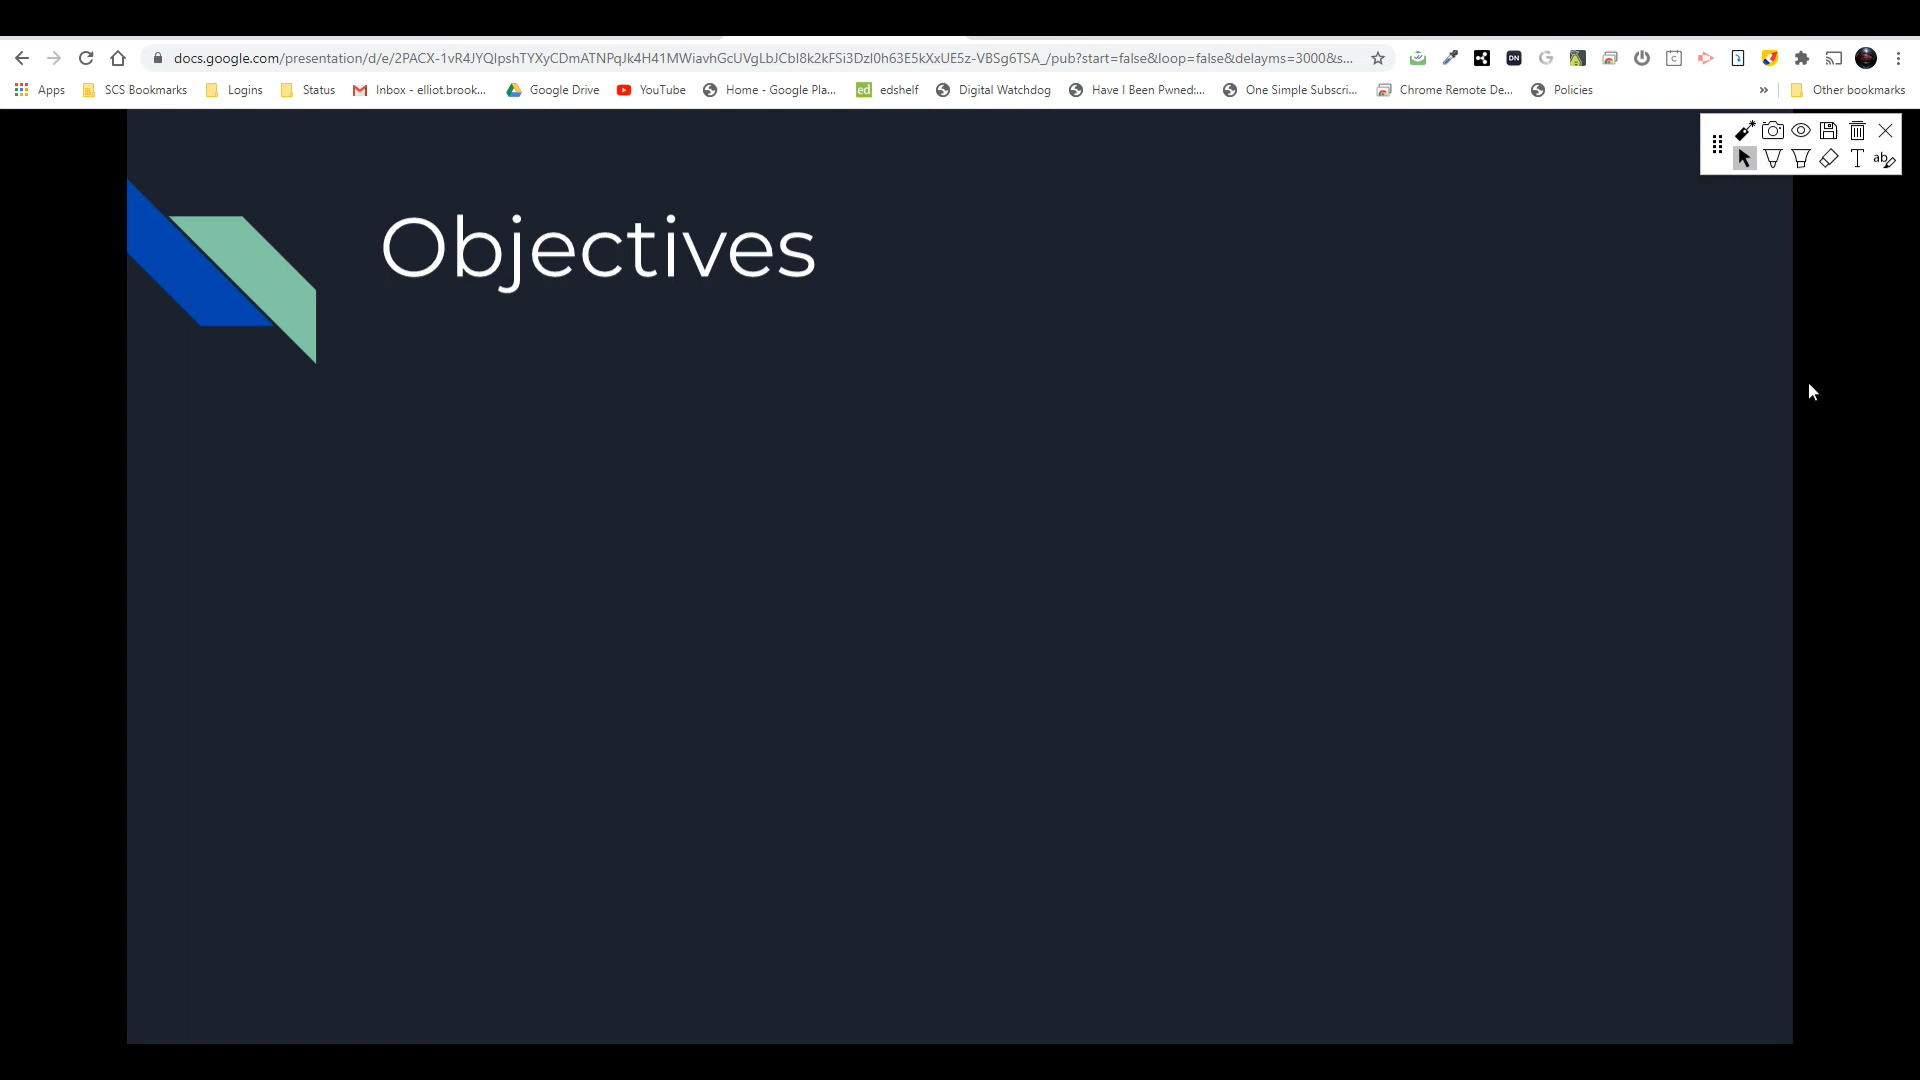 docs.google.com/presentation/d/e/2PACX-1vR4JYQlpshTYXyCDmATNPqJk4H41MWiavhGcUVgLbJCbI8k2kFSi3DzI0h63E5kXxUE5z-VBSg6TSA_/pub?start=false&loop=false&delayms=3000&s...
Apps SCS Bookmarks Logins Status Inbox - elliot.brook... Google Drive YouTube Home - Google Pla... ed edshelf Digital Watchdog Have I Been Pwned:... One Simple Subscri... Chrome Remote De... Policies » Other bookmarks
Objectives